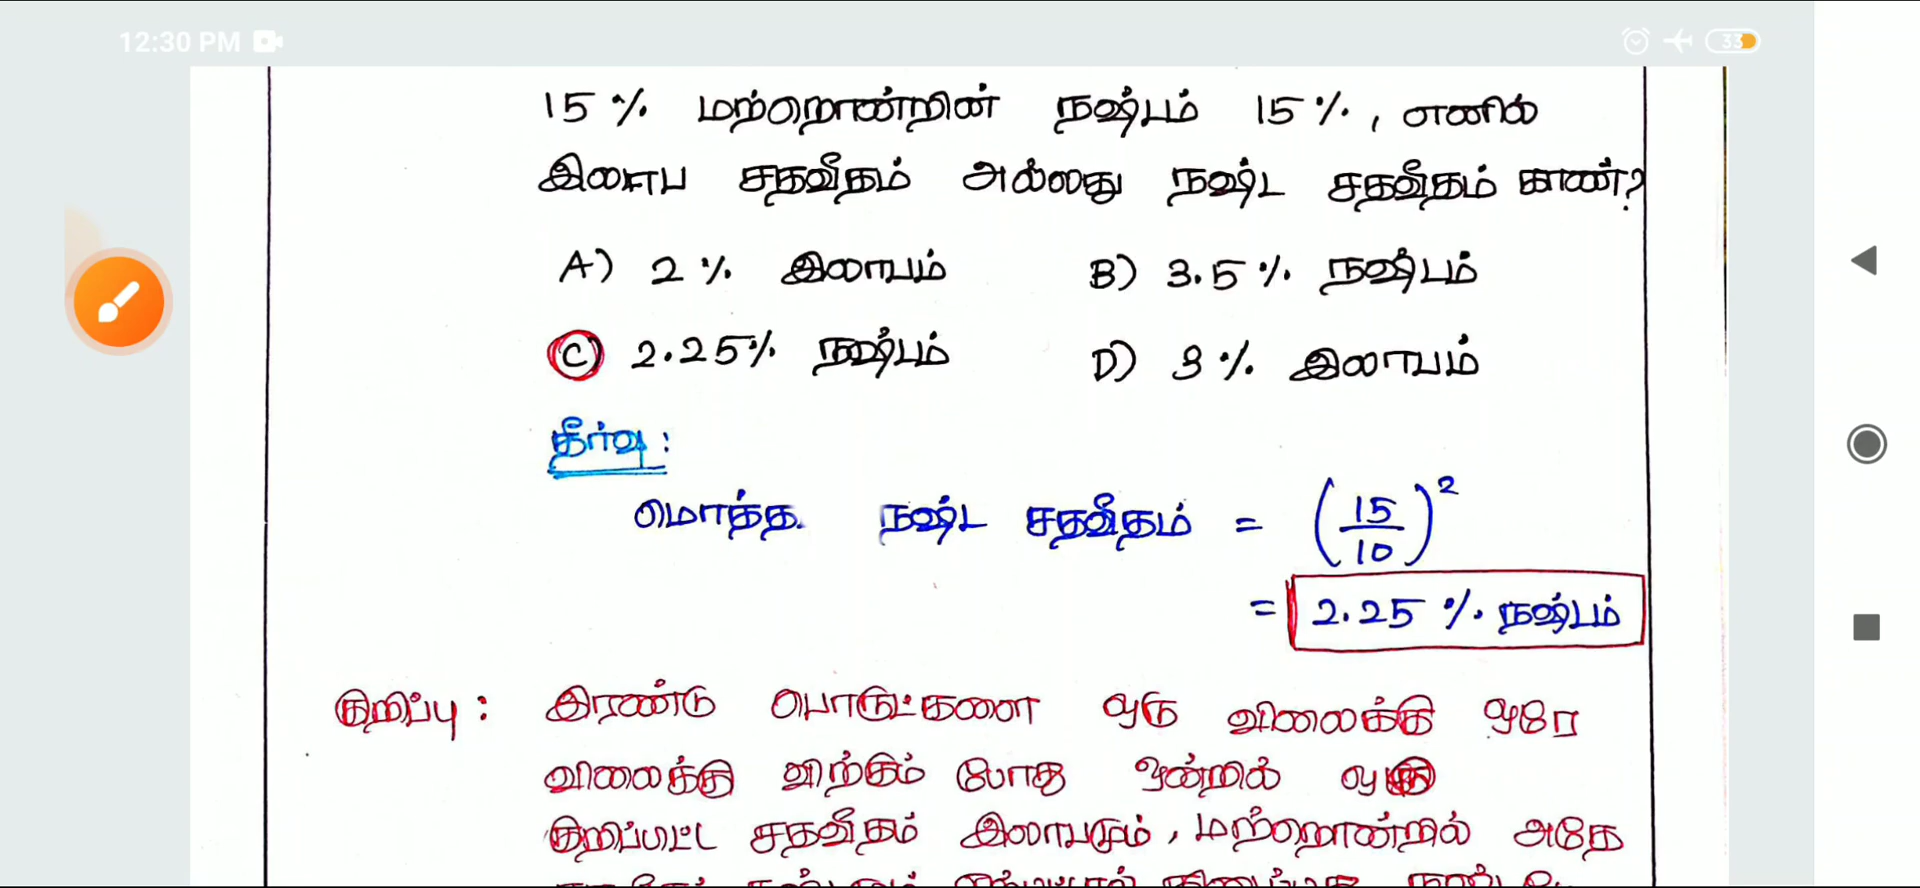 12:30 PM
33
15 % மற்றொன்றின் நஷ்டம் 15 %, எனில்
இலாப சதவீதம் அல்லது நஷ்ட சதவீதம் காண்?
A) 2 % இலாபம் B) 3.5 % நஷ்டம்
C) 2.25% நஷ்டம் D) 3 % இலாபம்
தீர்வு :
மொத்த நஷ்ட சதவீதம் = (15/10)²
= 2.25 % நஷ்டம்
குறிப்பு : இரண்டு பொருட்களை ஒரு விலைக்கு ஒரே
விலைக்கு விற்கும் போது ஒன்றில் ஒரு
குறிப்பிட்ட சதவீதம் இலாபமும், மற்றொன்றில் அதே